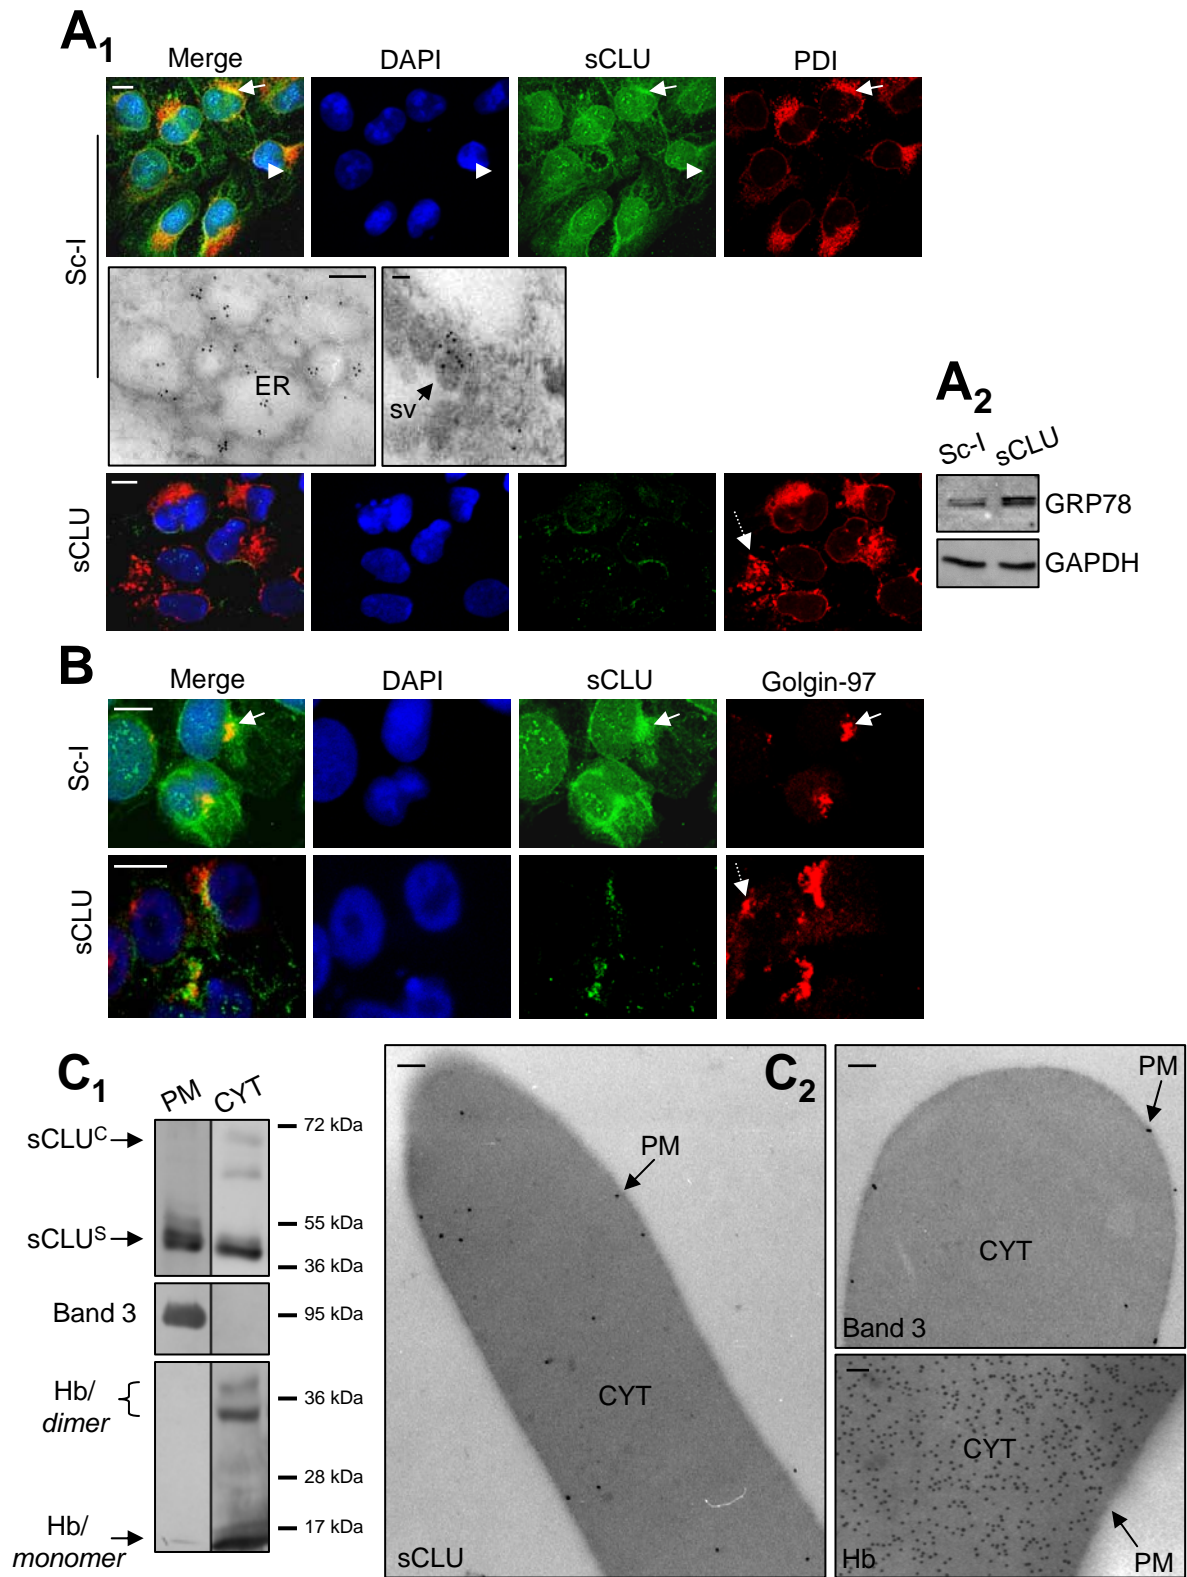 A1
Merge DAPI sCLU PDI
Sc-I
ER
sv
sCLU
A2
Sc-I sCLU
GRP78
GAPDH
B
Merge DAPI sCLU Golgin-97
Sc-I
sCLU
C1
PM CYT
sCLU^C
72 kDa
sCLU^S
55 kDa
36 kDa
Band 3
95 kDa
Hb/
dimer
36 kDa
28 kDa
17 kDa
Hb/
monomer
C2
PM
CYT
sCLU
PM
CYT
Band 3
CYT
PM
Hb